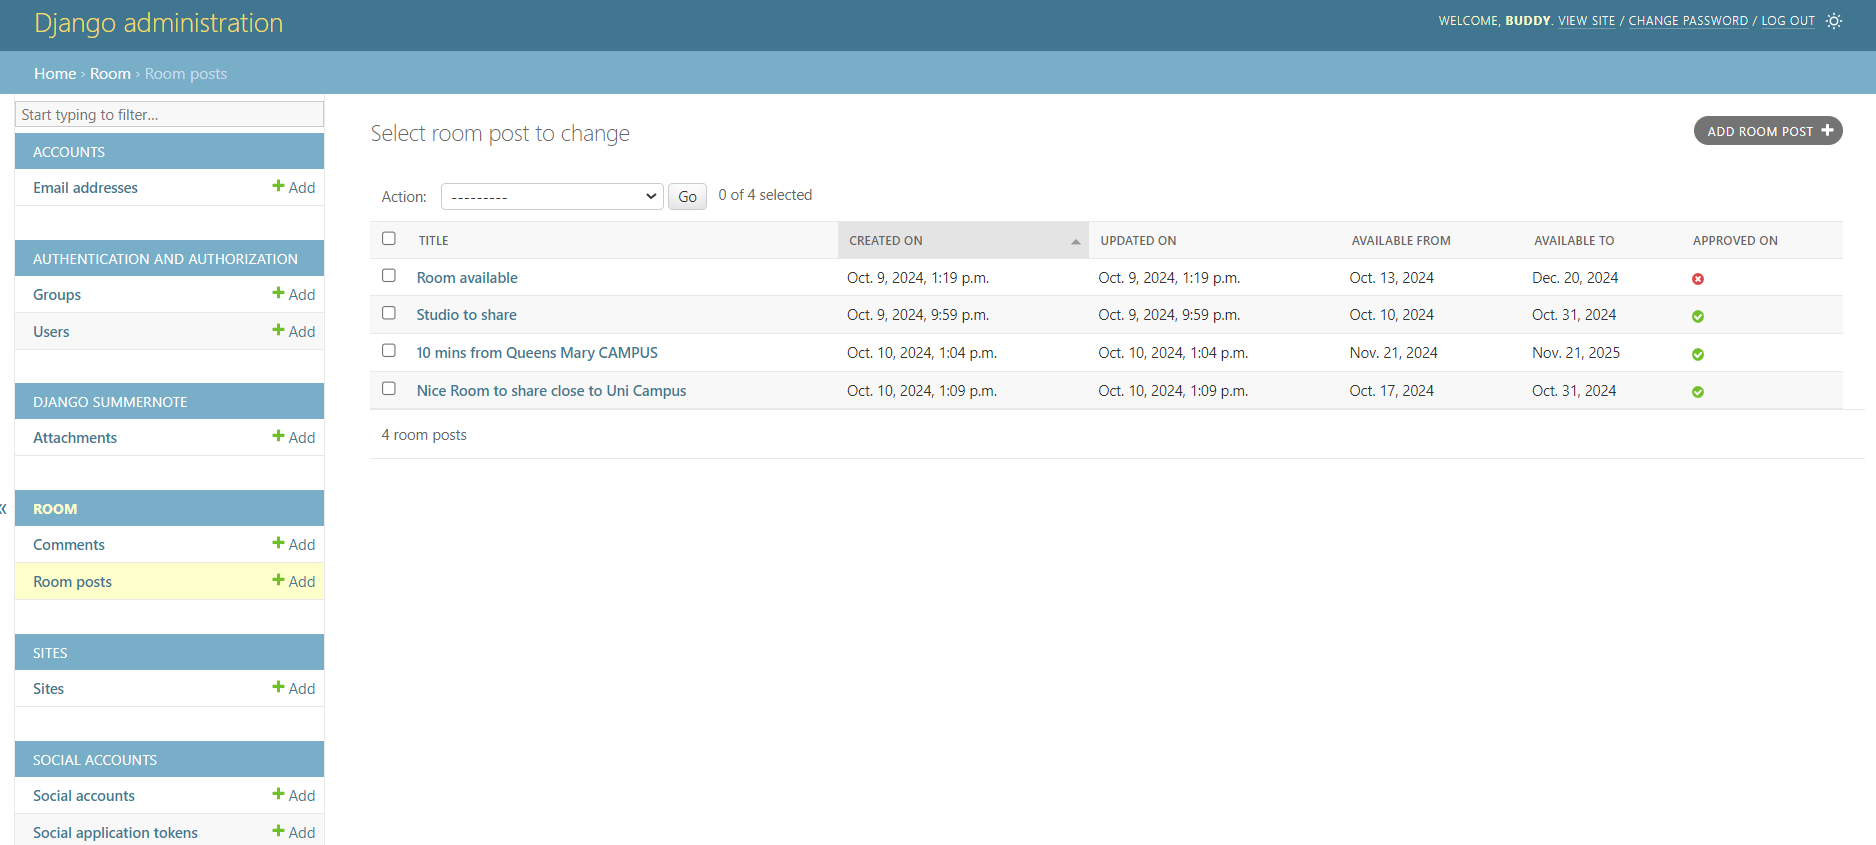 Django administration
WELCOME, BUDDY. VIEW SITE / CHANGE PASSWORD / LOG OUT
Home › Room › Room posts
Start typing to filter...
ACCOUNTS
Email addresses Add
AUTHENTICATION AND AUTHORIZATION
Groups Add
Users Add
DJANGO SUMMERNOTE
Attachments Add
«
ROOM
Comments Add
Room posts Add
SITES
Sites Add
SOCIAL ACCOUNTS
Social accounts Add
Social application tokens Add
Select room post to change
ADD ROOM POST
Action: --------- Go 0 of 4 selected
TITLE CREATED ON UPDATED ON AVAILABLE FROM AVAILABLE TO APPROVED ON
Room available Oct. 9, 2024, 1:19 p.m. Oct. 9, 2024, 1:19 p.m. Oct. 13, 2024 Dec. 20, 2024
Studio to share Oct. 9, 2024, 9:59 p.m. Oct. 9, 2024, 9:59 p.m. Oct. 10, 2024 Oct. 31, 2024
10 mins from Queens Mary CAMPUS Oct. 10, 2024, 1:04 p.m. Oct. 10, 2024, 1:04 p.m. Nov. 21, 2024 Nov. 21, 2025
Nice Room to share close to Uni Campus Oct. 10, 2024, 1:09 p.m. Oct. 10, 2024, 1:09 p.m. Oct. 17, 2024 Oct. 31, 2024
4 room posts